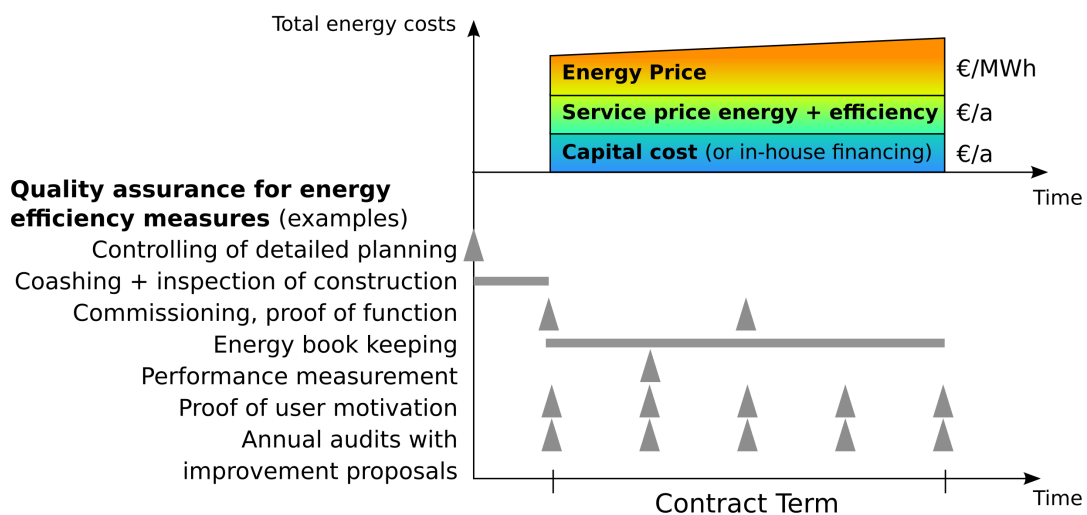 Total energy costs
Energy Price
€/MWh
Service price energy + efficiency
€/a
Capital cost (or in-house financing)
€/a
Time
Quality assurance for energy
efficiency measures (examples)
Controlling of detailed planning
Coashing + inspection of construction
Commissioning, proof of function
Energy book keeping
Performance measurement
Proof of user motivation
Annual audits with
improvement proposals
Contract Term
Time